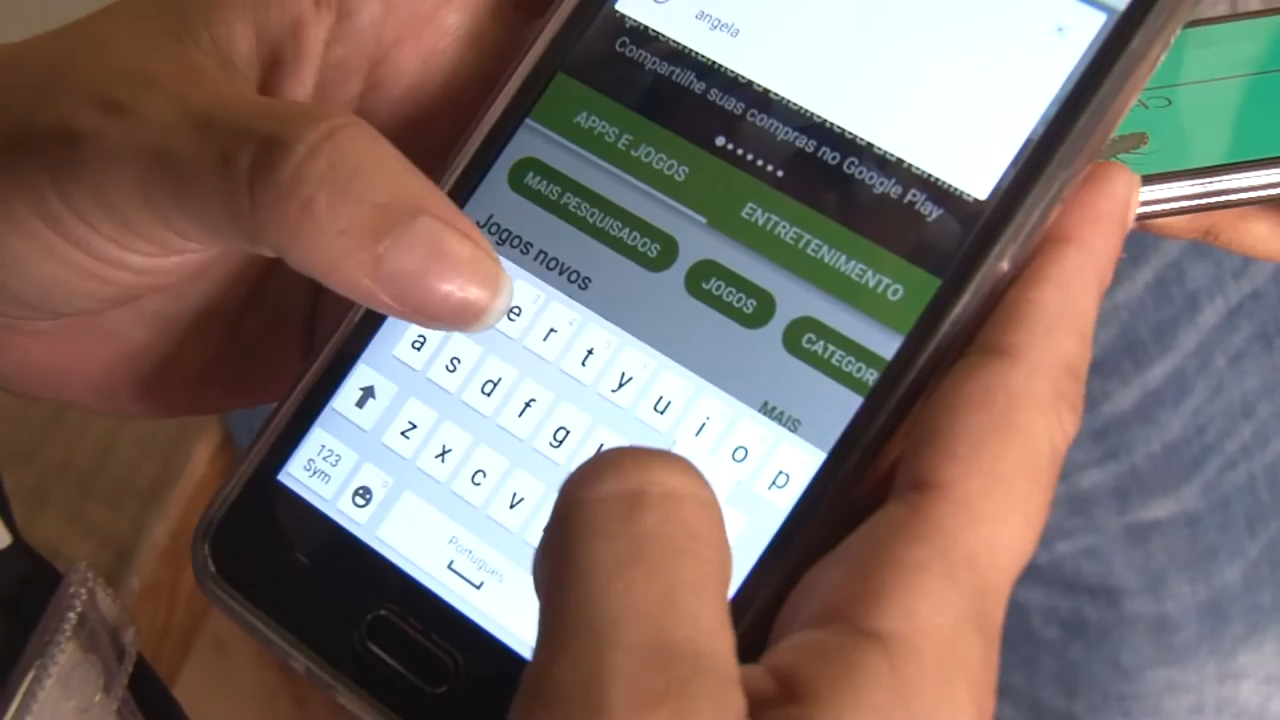 angela
Compartilhe suas compras no Google Play
APPS E JOGOS
ENTRETENIMENTO
MAIS PESQUISADOS
JOGOS
CATEGOR
Jogos novos
MAIS
e r t y u i o p
a s d f g
z x c v
123
Sym
Português